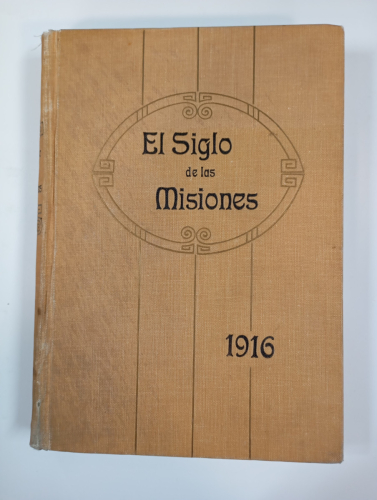 El Siglo
de las
Misiones
1916